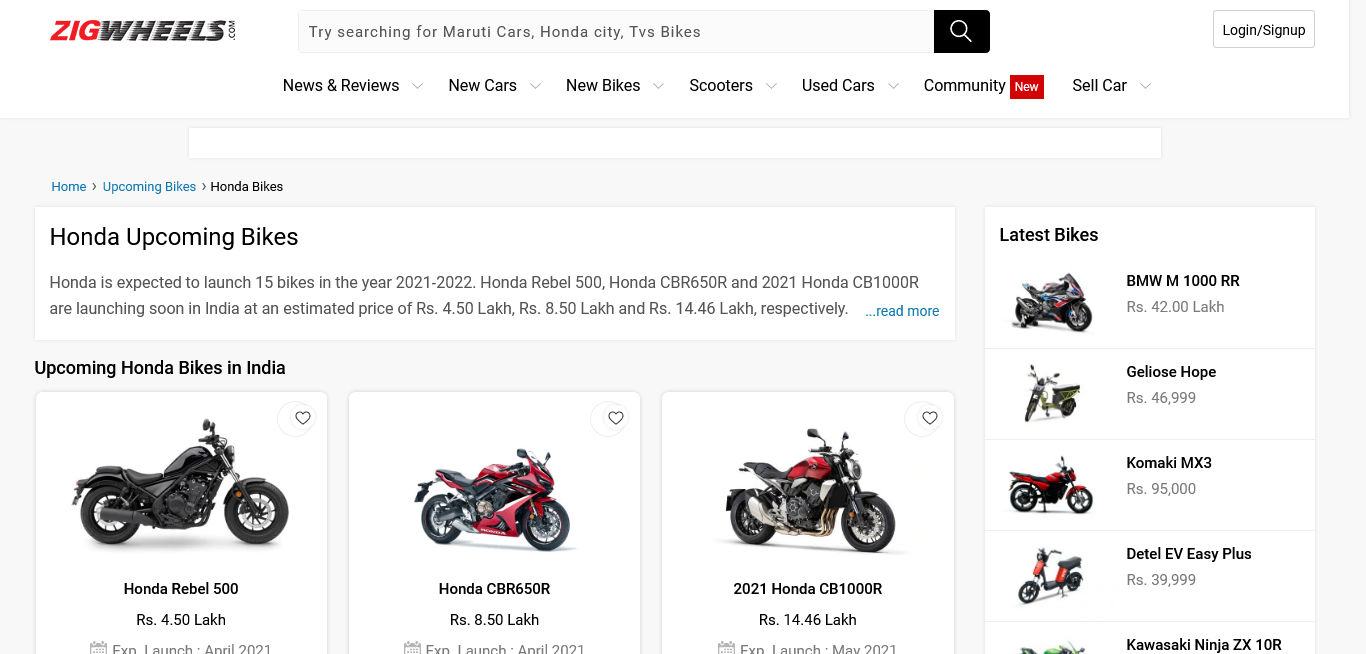 ZIGWHEELS.COM
Try searching for Maruti Cars, Honda city, Tvs Bikes
Login/Signup
News & Reviews New Cars New Bikes Scooters Used Cars Community New Sell Car
Home › Upcoming Bikes › Honda Bikes
Honda Upcoming Bikes
Honda is expected to launch 15 bikes in the year 2021-2022. Honda Rebel 500, Honda CBR650R and 2021 Honda CB1000R
are launching soon in India at an estimated price of Rs. 4.50 Lakh, Rs. 8.50 Lakh and Rs. 14.46 Lakh, respectively. ...read more
Upcoming Honda Bikes in India
Honda Rebel 500
Rs. 4.50 Lakh
Exp. Launch : April 2021
Honda CBR650R
Rs. 8.50 Lakh
Exp. Launch : April 2021
2021 Honda CB1000R
Rs. 14.46 Lakh
Exp. Launch : May 2021
Latest Bikes
BMW M 1000 RR
Rs. 42.00 Lakh
Geliose Hope
Rs. 46,999
Komaki MX3
Rs. 95,000
Detel EV Easy Plus
Rs. 39,999
Kawasaki Ninja ZX 10R